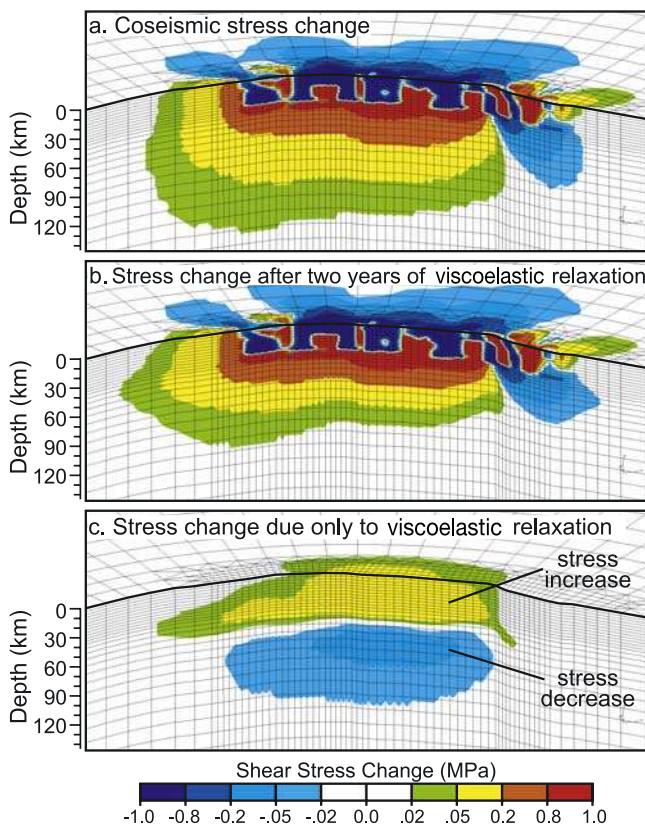 a. Coseismic stress change
0
30
60
90
120
Depth (km)
b. Stress change after two years of viscoelastic relaxation
0
30
60
90
120
Depth (km)
c. Stress change due only to viscoelastic relaxation
stress
increase
0
30
60
90
120
Depth (km)
stress
decrease
Shear Stress Change (MPa)
-1.0 -0.8 -0.2 -.05 -.02 0.0 .02 .05 0.2 0.8 1.0